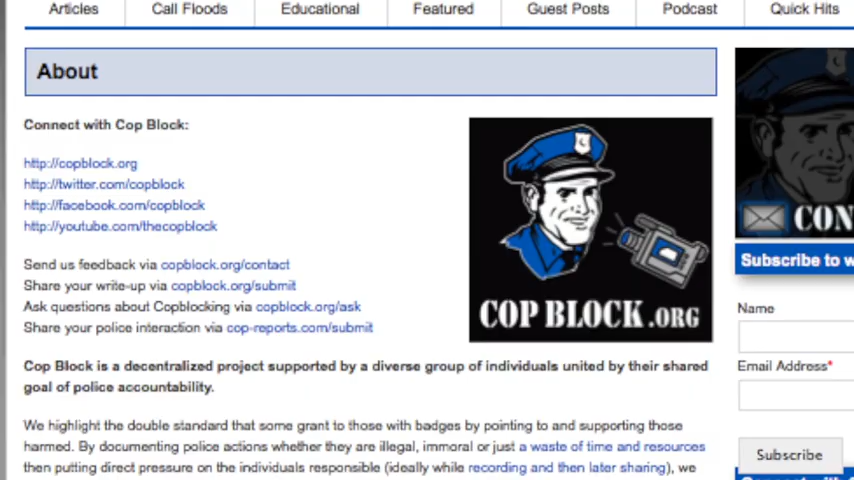 Articles Call Floods Educational Featured Guest Posts Podcast Quick Hits
About
Connect with Cop Block:
http://copblock.org
http://twitter.com/copblock
http://facebook.com/copblock
http://youtube.com/thecopblock
Send us feedback via copblock.org/contact
Share your write-up via copblock.org/submit
Ask questions about Copblocking via copblock.org/ask
Share your police interaction via cop-reports.com/submit
COP BLOCK.ORG
Cop Block is a decentralized project supported by a diverse group of individuals united by their shared
goal of police accountability.
We highlight the double standard that some grant to those with badges by pointing to and supporting those
harmed. By documenting police actions whether they are illegal, immoral or just a waste of time and resources
then putting direct pressure on the individuals responsible (ideally while recording and then later sharing), we
CON
Subscribe to w
Name
Email Address*
Subscribe